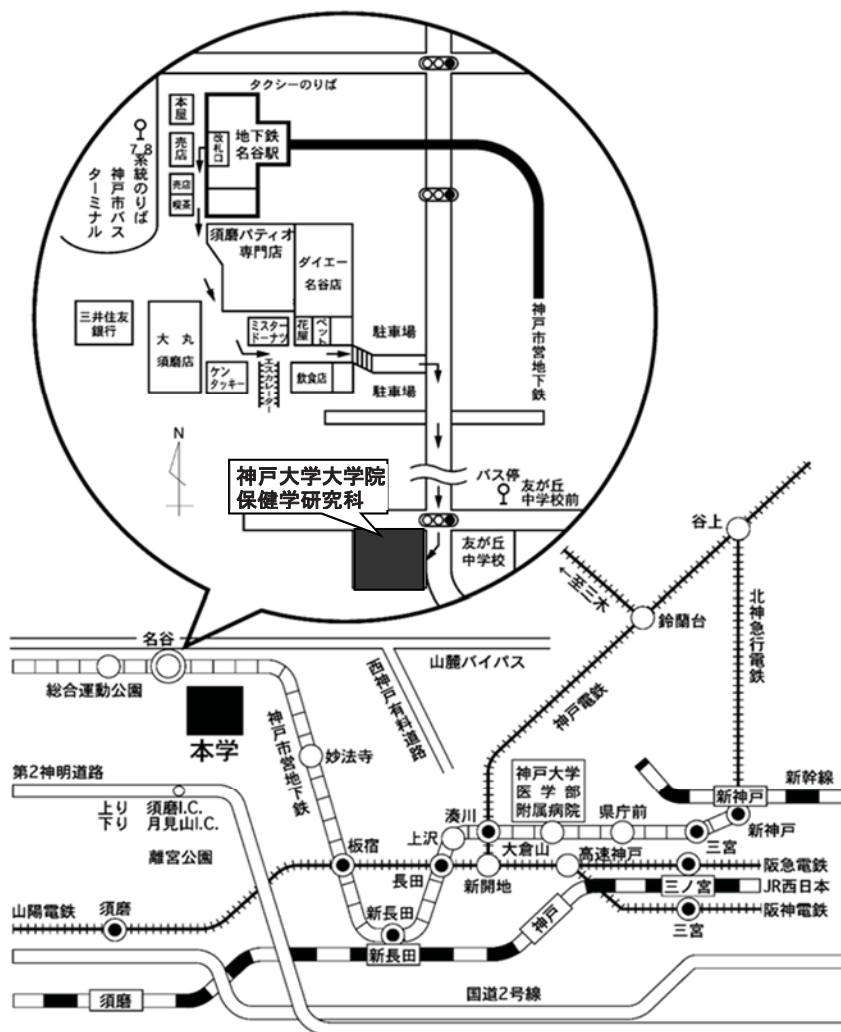 タクシーのりば
本屋
売店
改札口
地下鉄
名谷駅
7.8
系統のりば
神戸市バス
ターミナル
売店
喫茶
須磨パティオ
専門店
ダイエー
名谷店
三井住友
銀行
大丸
須磨店
ミスター
ドーナツ
花屋
ペット
駐車場
神戸市営地下鉄
ケン
タッキー
エスカレーター
飲食店
駐車場
N
神戸大学大学院
保健学研究科
バス停
友が丘
中学校前
友が丘
中学校
谷上
←至三木
鈴蘭台
北神急行電鉄
名谷
山麓バイパス
総合運動公園
西神戸有料道路
神戸電鉄
本学
神戸市営地下鉄
妙法寺
第2神明道路
上り 須磨I.C.
下り 月見山I.C.
離宮公園
神戸大学
医学部
附属病院
新幹線
新神戸
湊川
県庁前
新神戸
上沢
大倉山
三宮
板宿
高速神戸
長田
新開地
阪急電鉄
三ノ宮
JR西日本
山陽電鉄
須磨
新長田
神戸
阪神電鉄
三宮
新長田
須磨
国道2号線